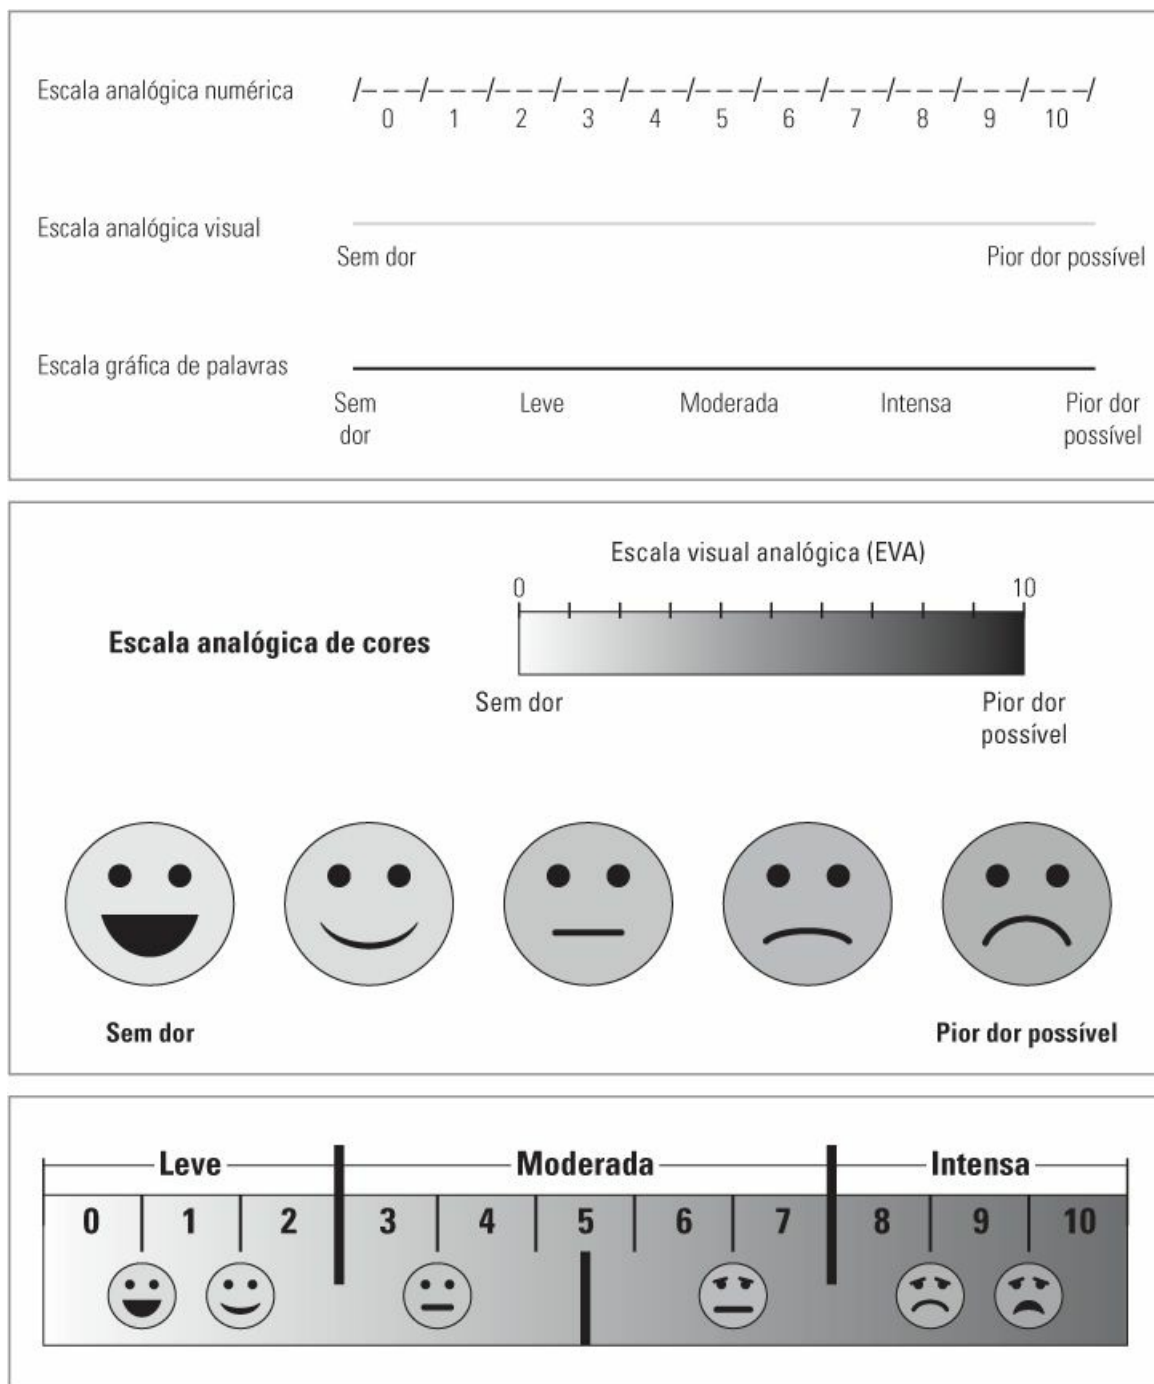 Escala analógica numérica /– – –/– – –/– – –/– – –/– – –/– – –/– – –/– – –/– – –/– – –/– – –/
0 1 2 3 4 5 6 7 8 9 10
Escala analógica visual
Sem dor Pior dor possível
Escala gráfica de palavras
Sem Leve Moderada Intensa Pior dor
dor possível
Escala visual analógica (EVA)
0 10
Escala analógica de cores
Sem dor Pior dor
possível
Sem dor Pior dor possível
Leve Moderada Intensa
0 1 2 3 4 5 6 7 8 9 10